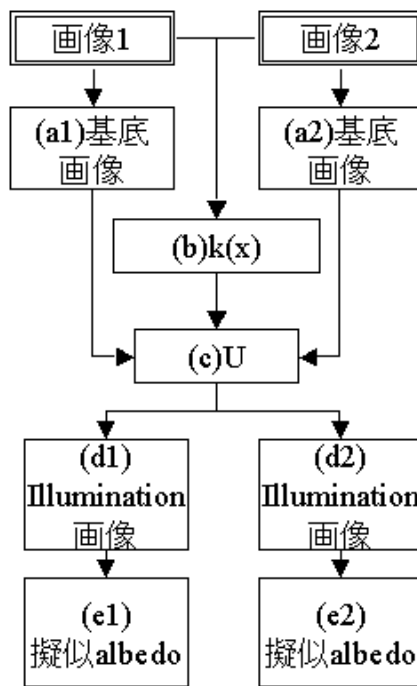 画像1
画像2
(a1)基底
画像
(a2)基底
画像
(b)k(x)
(c)U
(d1)
Illumination
画像
(d2)
Illumination
画像
(e1)
擬似albedo
(e2)
擬似albedo